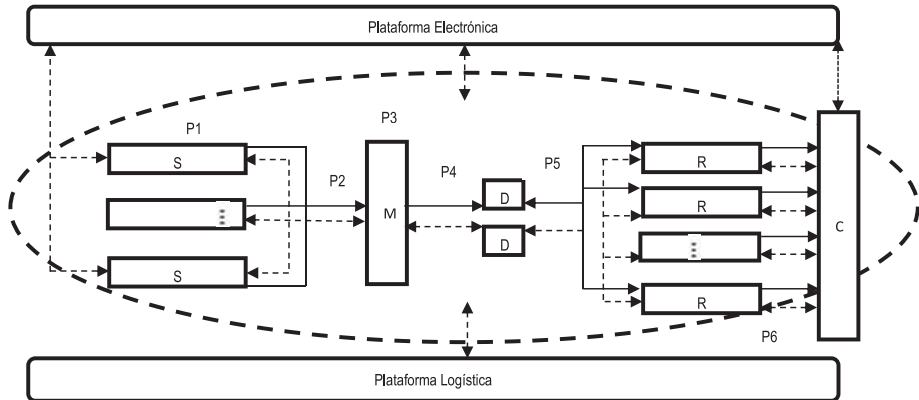 Plataforma Electrónica
P3
P1
S
P2
P4
P5
R
D
R
M
C
D
S
R
P6
Plataforma Logística